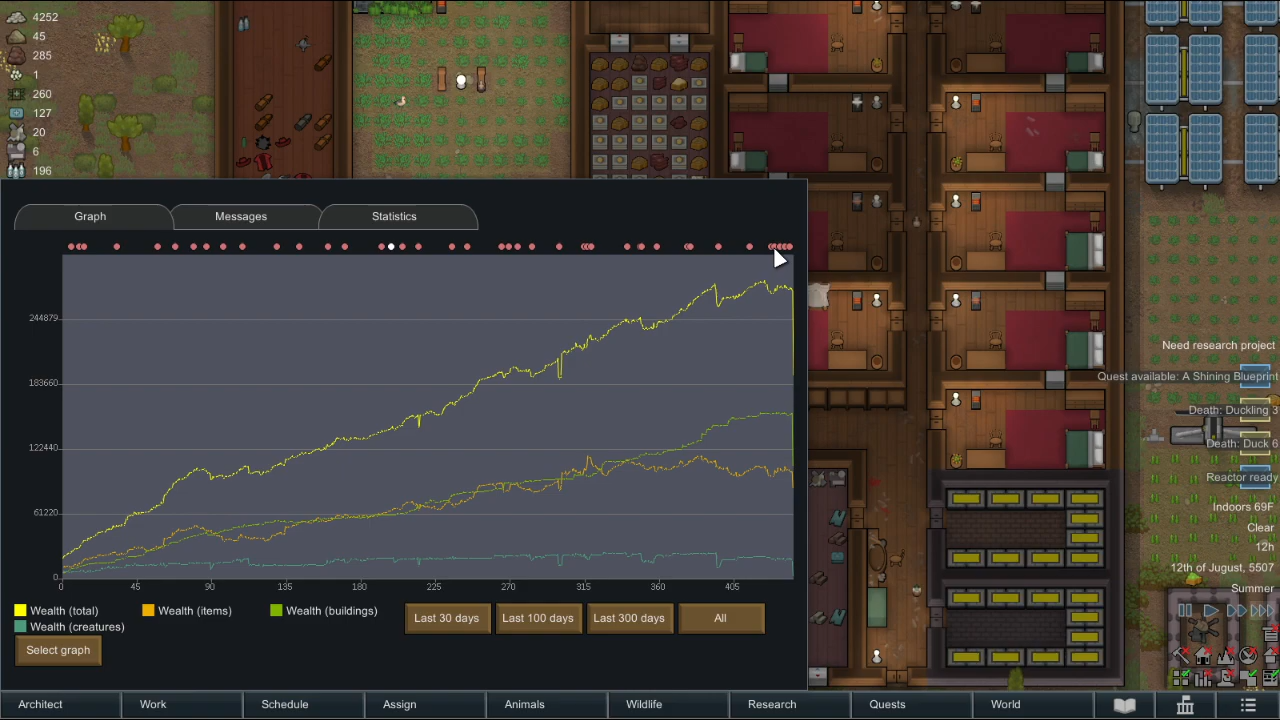 4252
45
285
1
260
127
20
6
196
Graph
Messages
Statistics
244879
183660
122440
61220
0
0
45
90
135
180
225
270
315
360
405
Wealth (total)
Wealth (items)
Wealth (buildings)
Wealth (creatures)
Last 30 days
Last 100 days
Last 300 days
All
Select graph
Need research project
Quest available: A Shining Blueprint
Death: Duckling 3
Death: Duck 6
Reactor ready
Indoors 69F
Clear
12h
12th of Jugust, 5507
Summer
Architect
Work
Schedule
Assign
Animals
Wildlife
Research
Quests
World